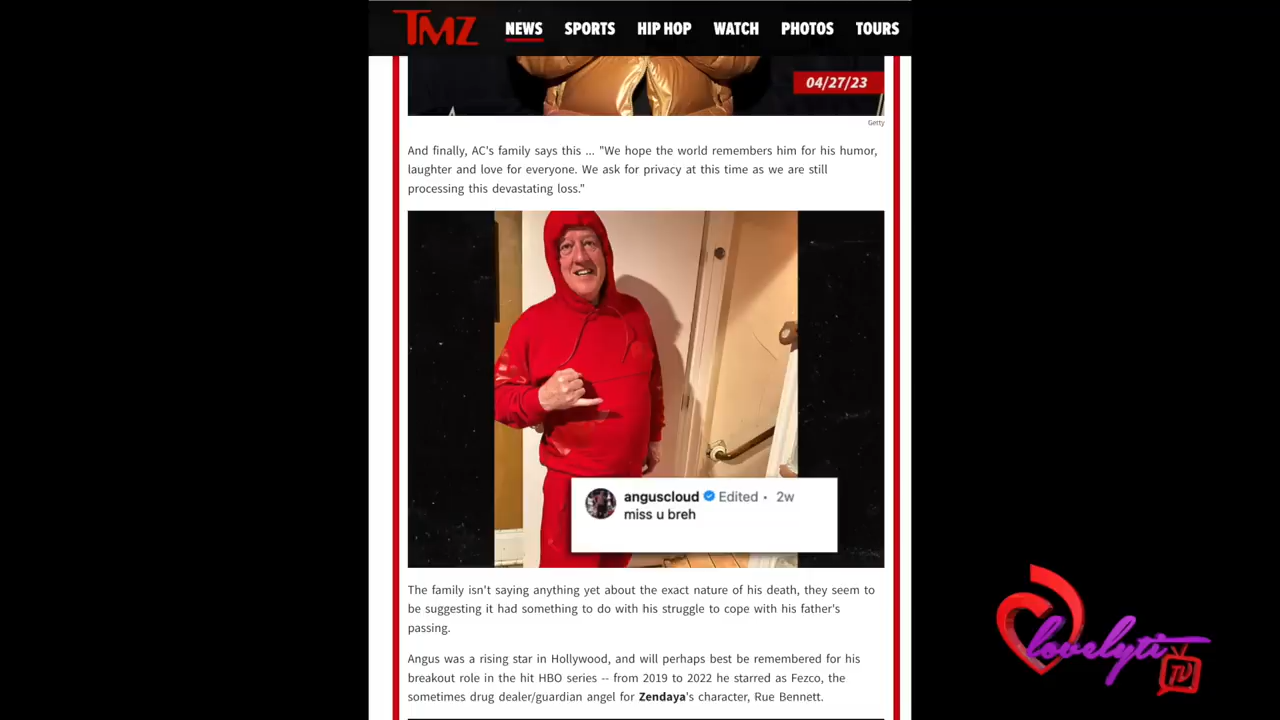 TMZ NEWS SPORTS HIP HOP WATCH PHOTOS TOURS
04/27/23
Getty
And finally, AC's family says this ... "We hope the world remembers him for his humor,
laughter and love for everyone. We ask for privacy at this time as we are still
processing this devastating loss."
anguscloud Edited • 2w
miss u breh
The family isn't saying anything yet about the exact nature of his death, they seem to
be suggesting it had something to do with his struggle to cope with his father's
passing.
Angus was a rising star in Hollywood, and will perhaps best be remembered for his
breakout role in the hit HBO series -- from 2019 to 2022 he starred as Fezco, the
sometimes drug dealer/guardian angel for Zendaya's character, Rue Bennett.
lovelyti
TV